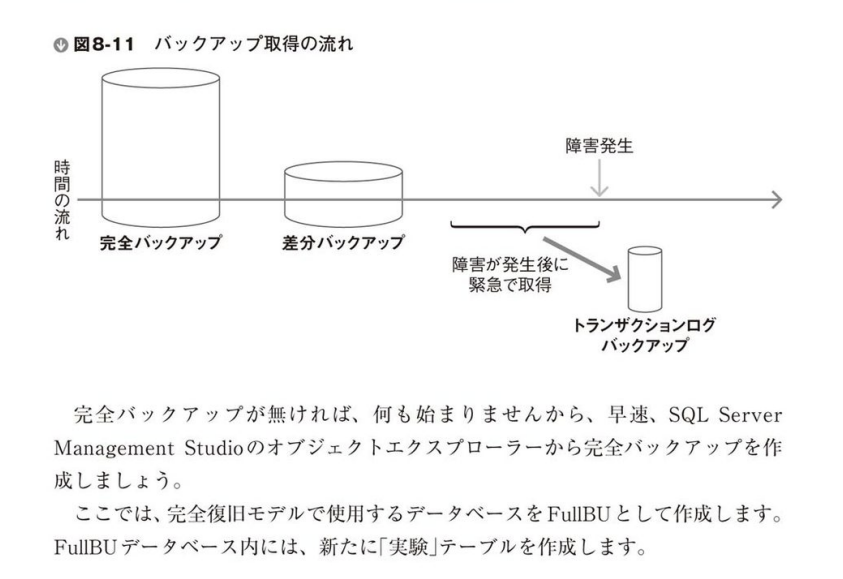 図8-11 バックアップ取得の流れ
障害発生
時間の流れ
完全バックアップ
差分バックアップ
障害が発生後に
緊急で取得
トランザクションログ
バックアップ
完全バックアップが無ければ、何も始まりませんから、早速、SQL Server
Management Studioのオブジェクトエクスプローラーから完全バックアップを作
成しましょう。
ここでは、完全復旧モデルで使用するデータベースをFullBUとして作成します。
FullBUデータベース内には、新たに「実験」テーブルを作成します。